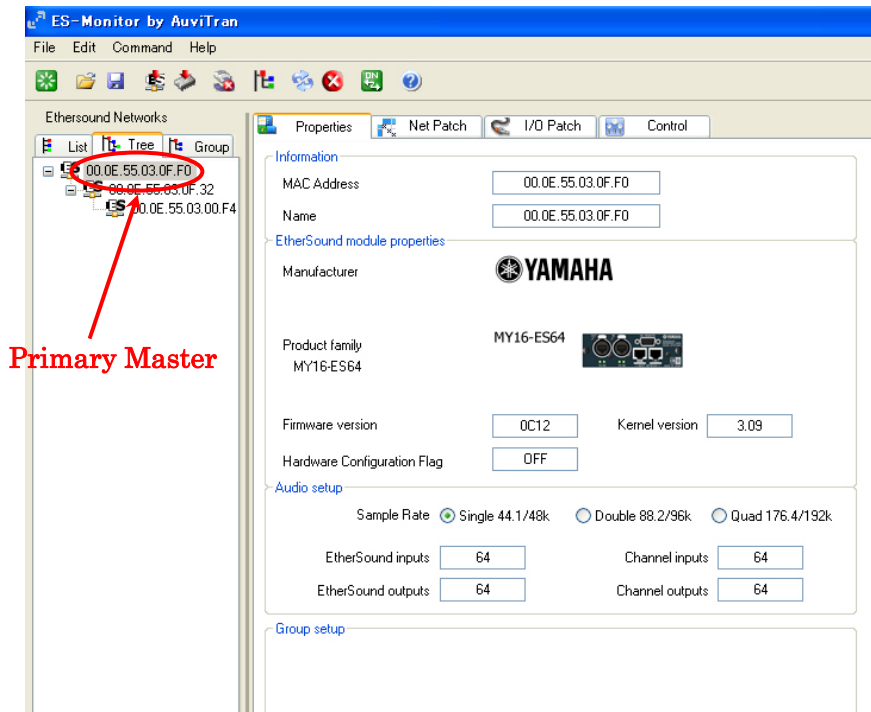 ES-Monitor by AuviTran
File Edit Command Help
Ethersound Networks
List Tree Group
00.0E.55.03.0F.F0
00.0E.55.03.0F.32
00.0E.55.03.00.F4
Primary Master
Properties Net Patch I/O Patch Control
Information
MAC Address 00.0E.55.03.0F.F0
Name 00.0E.55.03.0F.F0
EtherSound module properties
Manufacturer YAMAHA
Product family MY16-ES64
MY16-ES64
Firmware version 0C12 Kernel version 3.09
Hardware Configuration Flag OFF
Audio setup
Sample Rate Single 44.1/48k Double 88.2/96k Quad 176.4/192k
EtherSound inputs 64 Channel inputs 64
EtherSound outputs 64 Channel outputs 64
Group setup